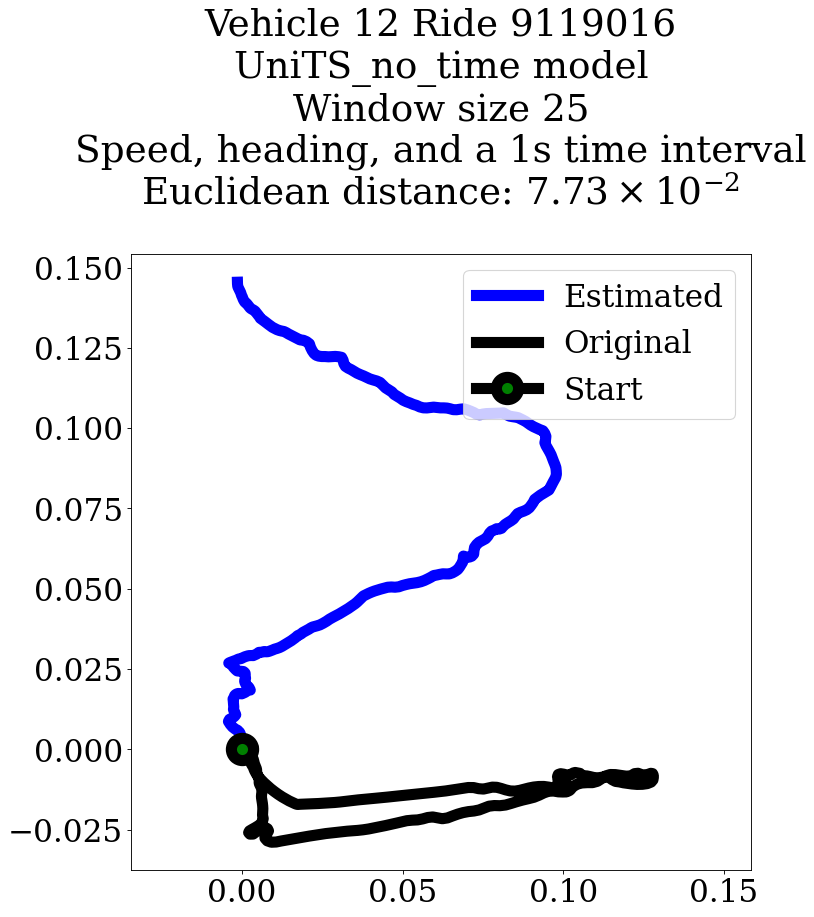 Vehicle 12 Ride 9119016
UniTS_no_time model
Window size 25
Speed, heading, and a 1s time interval
Euclidean distance: 7.73 × 10⁻²
0.150
0.125
0.100
0.075
0.050
0.025
0.000
−0.025
Estimated
Original
Start
0.00 0.05 0.10 0.15